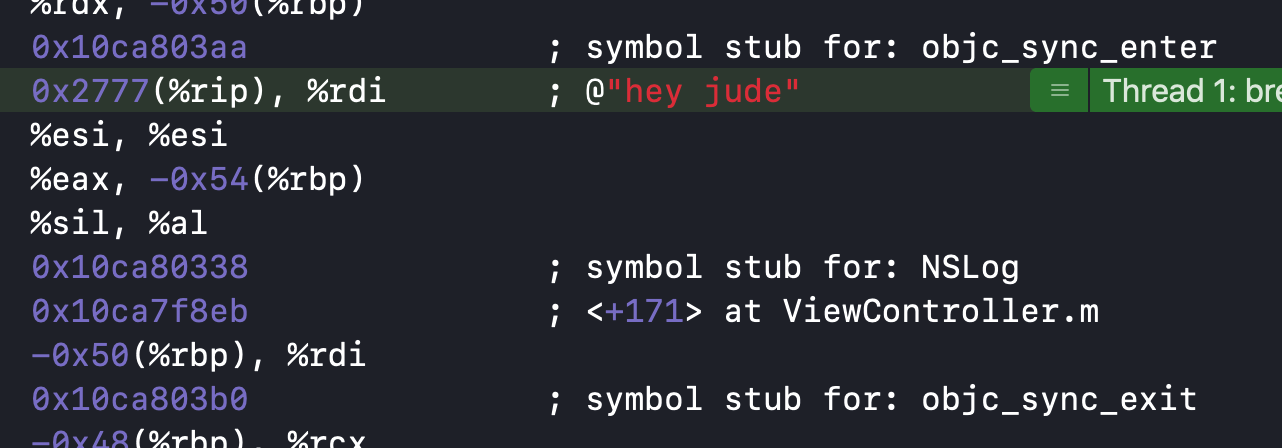 %rdx, -0x50(%rbp)
0x10ca803aa ; symbol stub for: objc_sync_enter
0x2777(%rip), %rdi ; @"hey jude" Thread 1: bre
%esi, %esi
%eax, -0x54(%rbp)
%sil, %al
0x10ca80338 ; symbol stub for: NSLog
0x10ca7f8eb ; <+171> at ViewController.m
-0x50(%rbp), %rdi
0x10ca803b0 ; symbol stub for: objc_sync_exit
-0x48(%rbp), %rcx